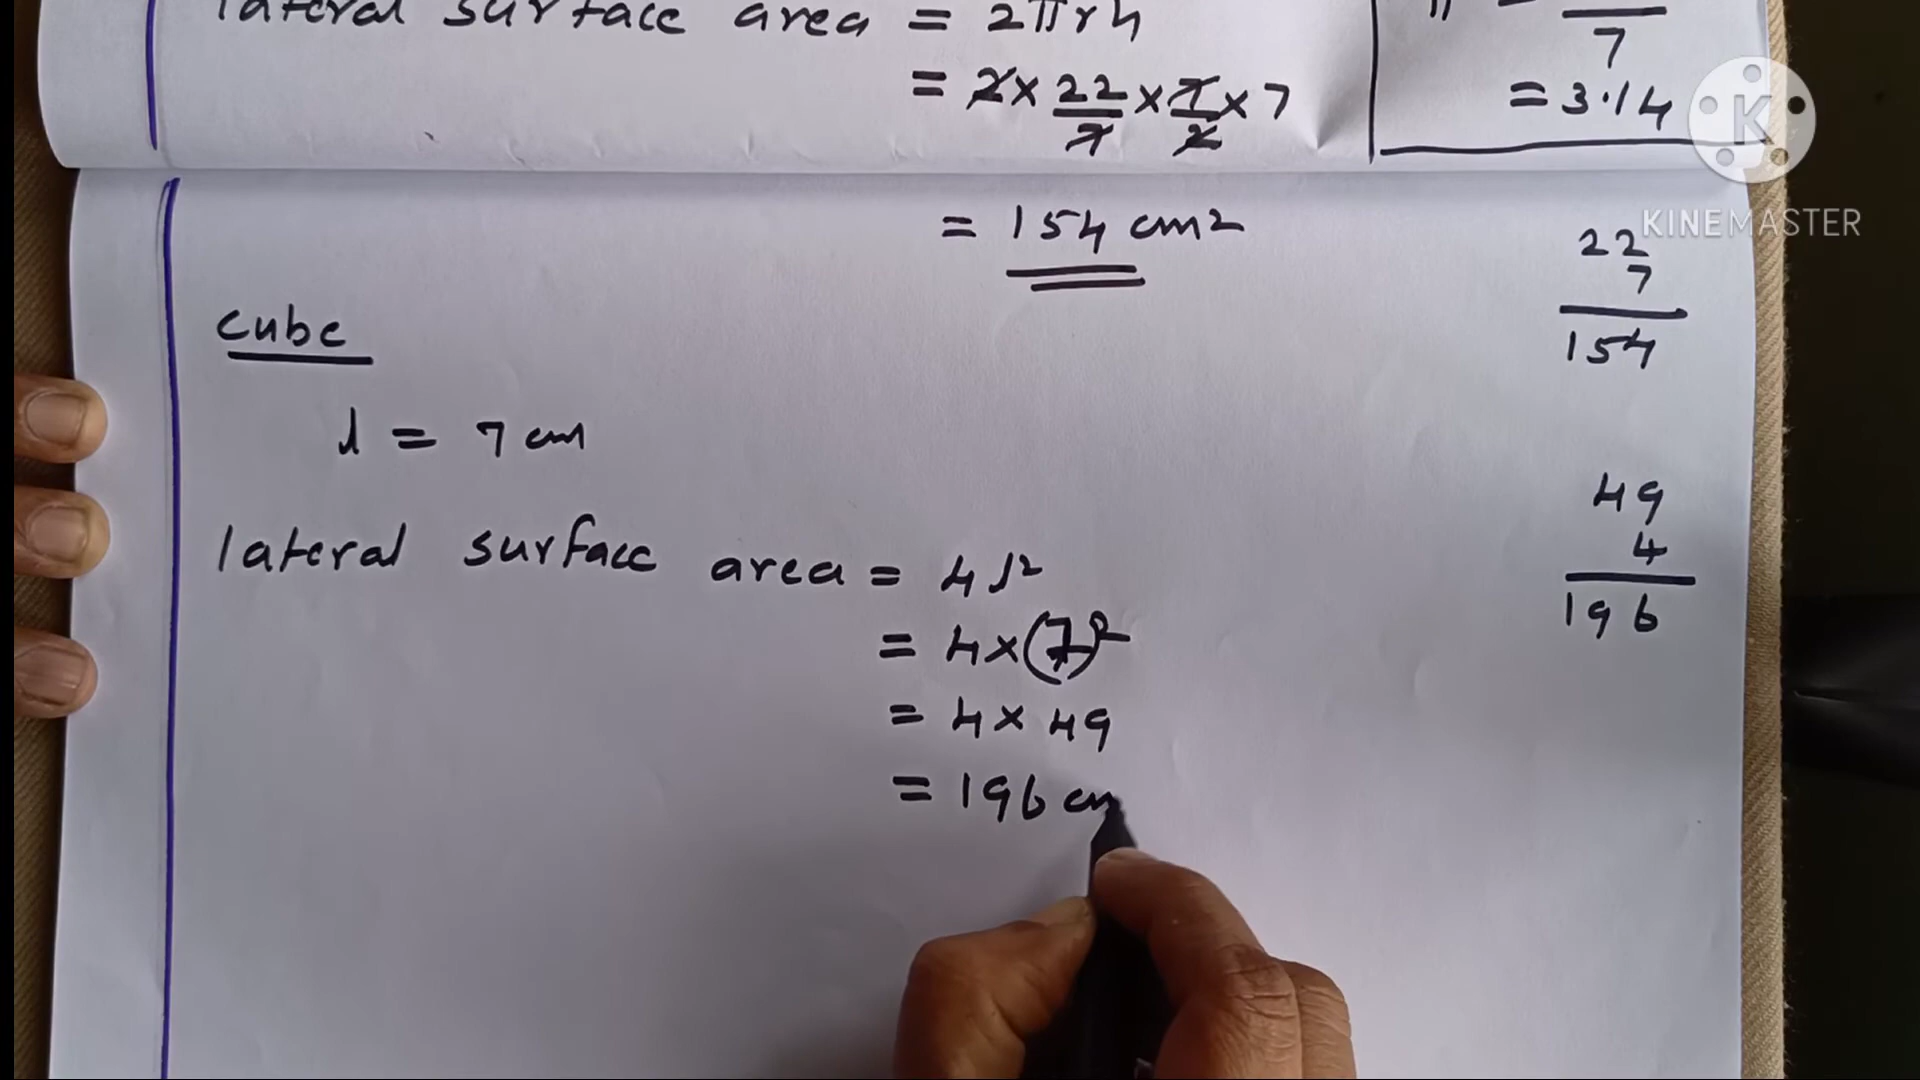 lateral surface area = 2πrh
= 2 × 22/7 × 7/2 × 7
π = /7
= 3.14
K
KINEMASTER
= 154 cm2
22
7
154
cube
l = 7 cm
49
4
196
lateral surface area = 4l²
= 4×(7)²
= 4 × 49
= 196 cm